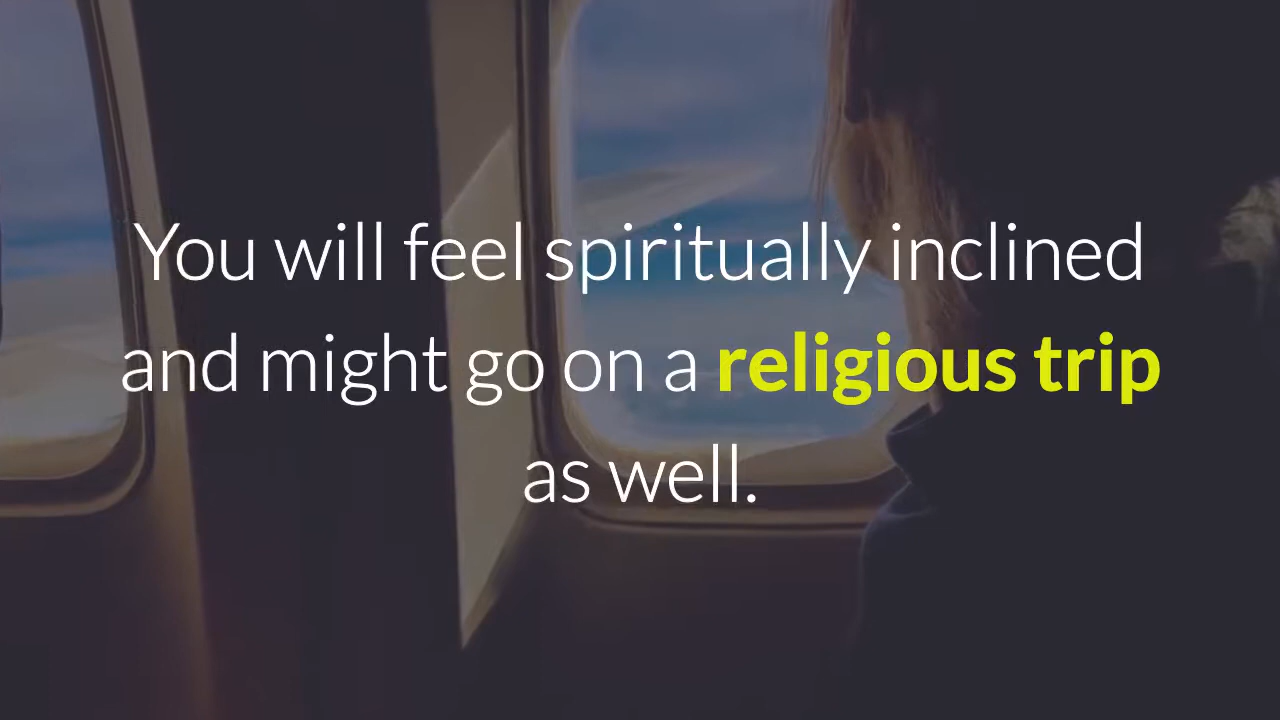 You will feel spiritually inclined
and might go on a religious trip
as well.